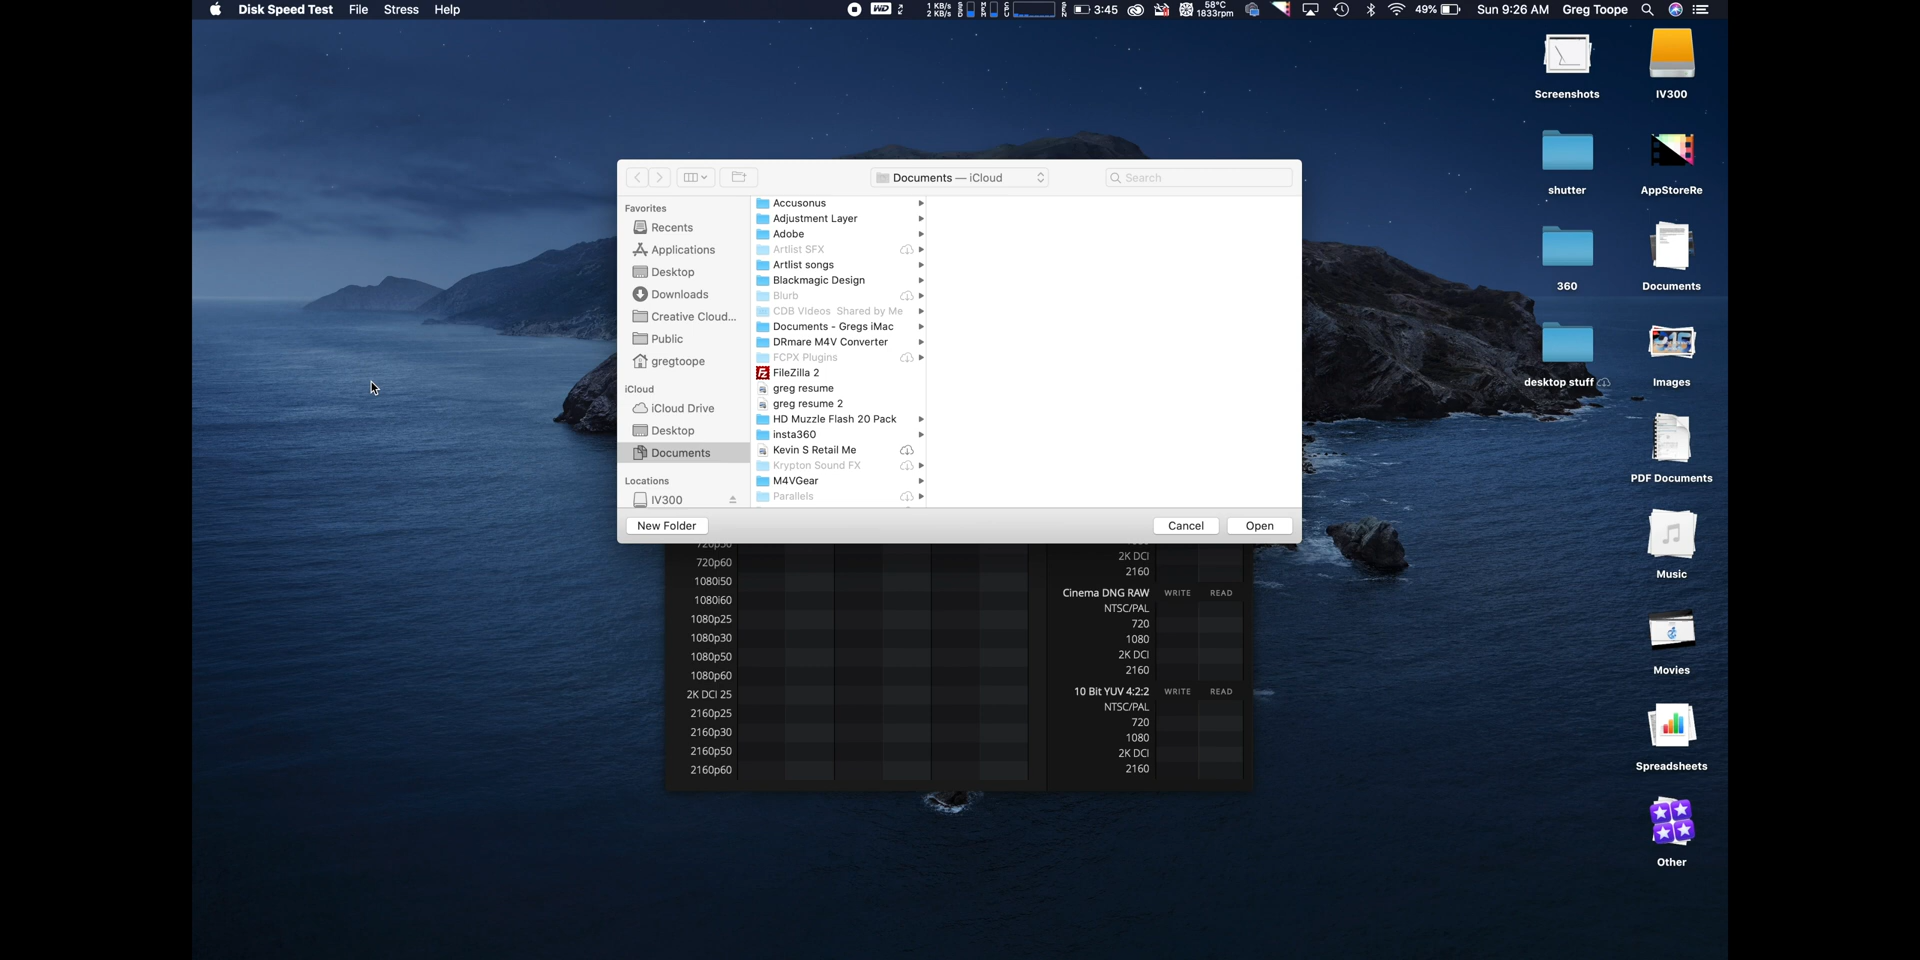 Disk Speed Test File Stress Help
1 KB/s
2 KB/s
3:45
58°C
1833rpm
49%
Sun 9:26 AM Greg Toope
Documents — iCloud
Search
Favorites
Recents
Applications
Desktop
Downloads
Creative Cloud...
Public
gregtoope
iCloud
iCloud Drive
Desktop
Documents
Locations
IV300
Accusonus
Adjustment Layer
Adobe
Artlist SFX
Artlist songs
Blackmagic Design
Blurb
CDB VIdeos Shared by Me
Documents - Gregs iMac
DRmare M4V Converter
FCPX Plugins
FileZilla 2
greg resume
greg resume 2
HD Muzzle Flash 20 Pack
insta360
Kevin S Retail Me
Krypton Sound FX
M4VGear
Parallels
New Folder
Cancel
Open
720p50
720p60
1080i50
1080i60
1080p25
1080p30
1080p50
1080p60
2K DCI 25
2160p25
2160p30
2160p50
2160p60
2K DCI
2160
Cinema DNG RAW WRITE READ
NTSC/PAL
720
1080
2K DCI
2160
10 Bit YUV 4:2:2 WRITE READ
NTSC/PAL
720
1080
2K DCI
2160
Screenshots
IV300
shutter
AppStoreRe
360
Documents
desktop stuff
Images
PDF Documents
Music
Movies
Spreadsheets
Other